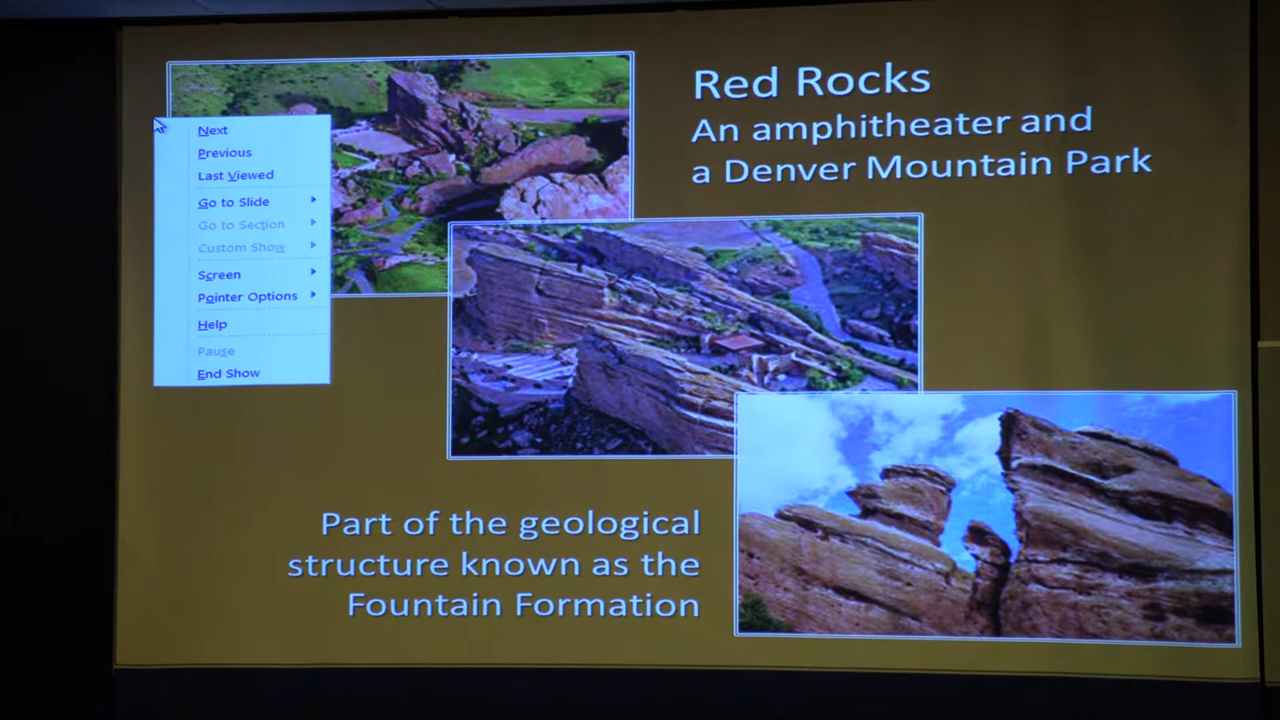 Red Rocks
An amphitheater and
a Denver Mountain Park
Next
Previous
Last Viewed
Go to Slide
Go to Section
Custom Show
Screen
Pointer Options
Help
Pause
End Show
Part of the geological
structure known as the
Fountain Formation